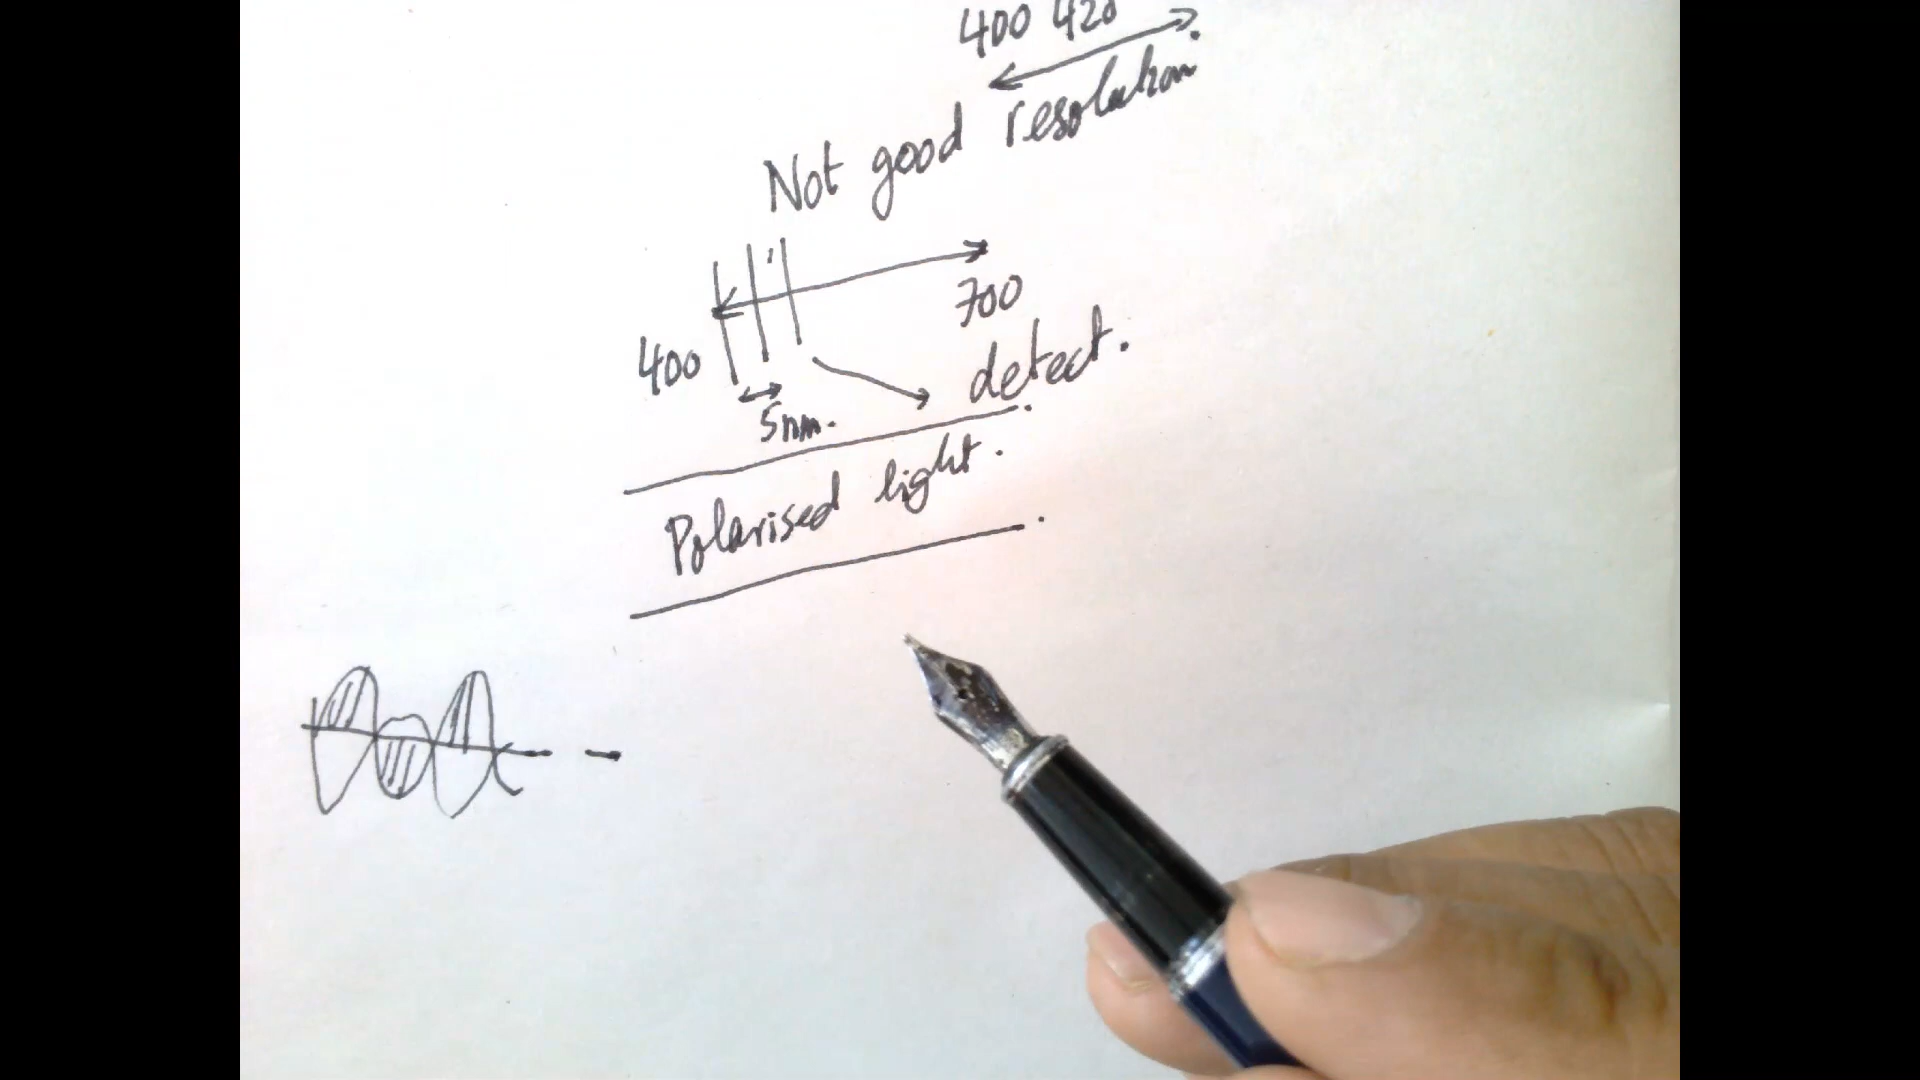 400 420
Not good resolution.
400
700
5nm.
detect.
Polarised light.